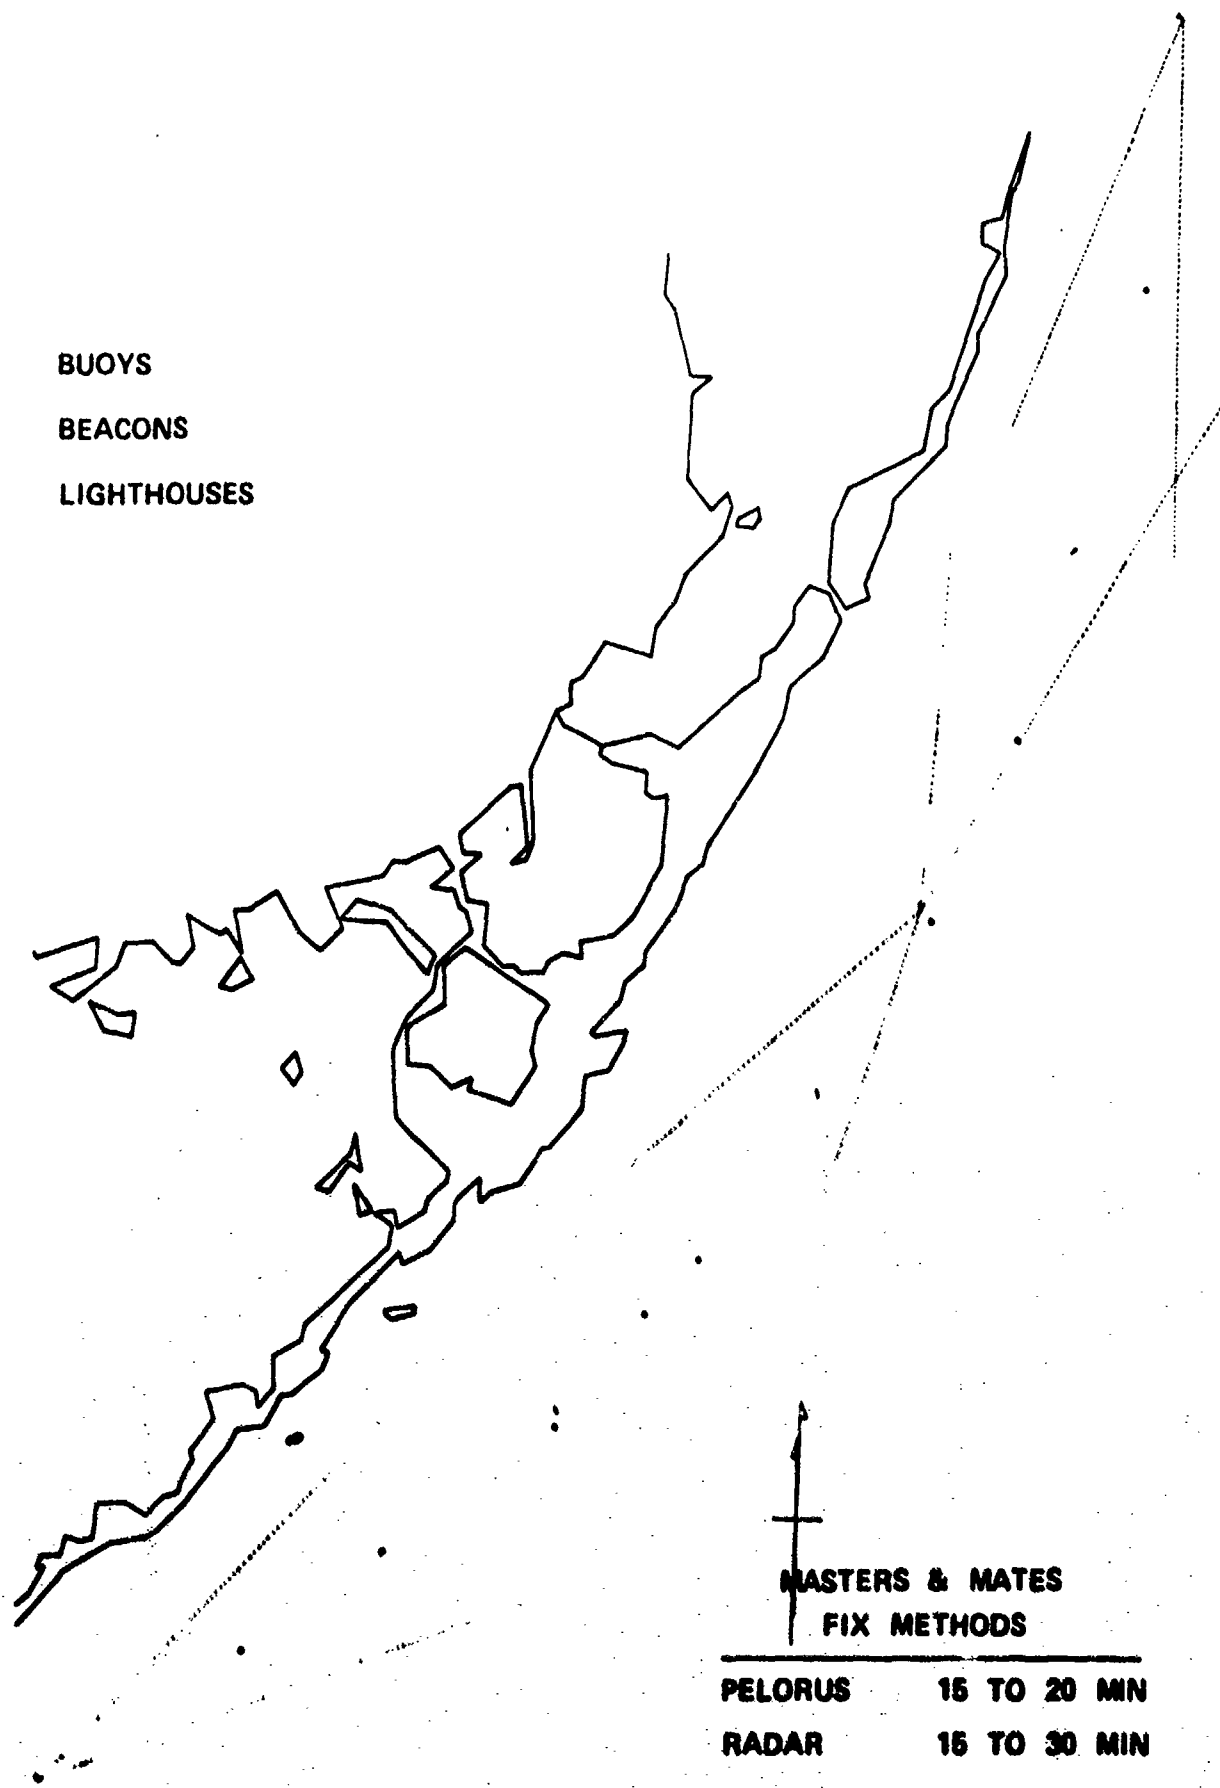 BUOYS
BEACONS
LIGHTHOUSES
MASTERS & MATES
FIX METHODS
PELORUS 15 TO 20 MIN
RADAR 15 TO 30 MIN